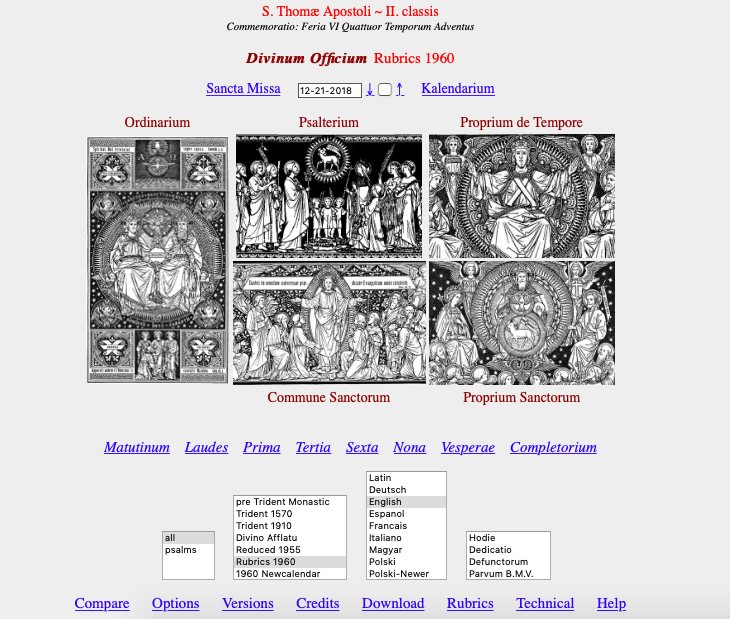 S. Thomæ Apostoli ~ II. classis
Commemoratio: Feria VI Quattuor Temporum Adventus
Divinum Officium Rubrics 1960
Sancta Missa 12-21-2018 ↓ ↑ Kalendarium
Ordinarium Psalterium Proprium de Tempore
Commune Sanctorum Proprium Sanctorum
Matutinum Laudes Prima Tertia Sexta Nona Vesperae Completorium
all
psalms
pre Trident Monastic
Trident 1570
Trident 1910
Divino Afflatu
Reduced 1955
Rubrics 1960
1960 Newcalendar
Latin
Deutsch
English
Espanol
Francais
Italiano
Magyar
Polski
Polski-Newer
Hodie
Dedicatio
Defunctorum
Parvum B.M.V.
Compare Options Versions Credits Download Rubrics Technical Help